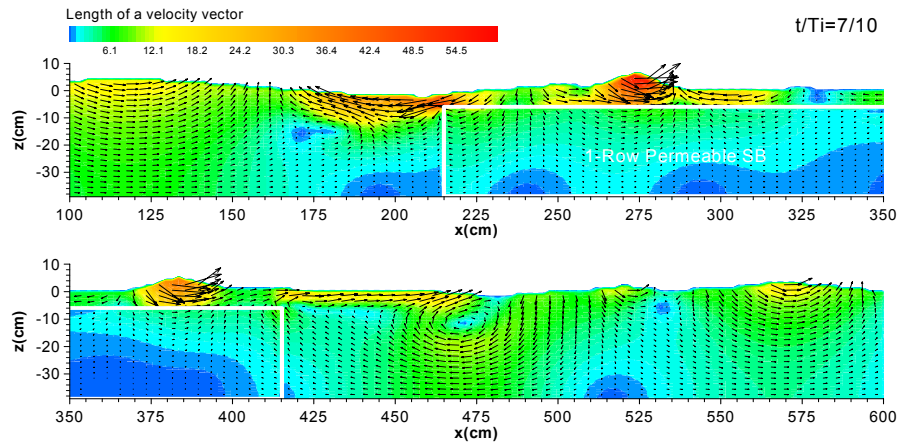 Length of a velocity vector
t/Ti=7/10
6.1 12.1 18.2 24.2 30.3 36.4 42.4 48.5 54.5
10
0
-10
-20
-30
z(cm)
1-Row Permeable SB
100 125 150 175 200 225 250 275 300 325 350
x(cm)
10
0
-10
-20
-30
z(cm)
350 375 400 425 450 475 500 525 550 575 600
x(cm)